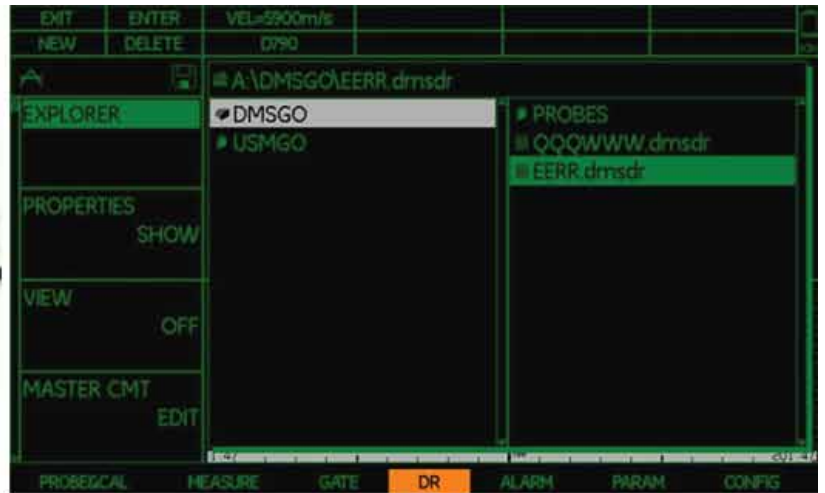 EXIT ENTER VEL=5900m/s
NEW DELETE D790
A:\DMSGO\EERR.dmsdr
EXPLORER
DMSGO
USMGO
PROBES
QQQWWW.dmsdr
EERR.dmsdr
PROPERTIES
SHOW
VIEW
OFF
MASTER CMT
EDIT
PROBE&CAL MEASURE GATE DR ALARM PARAM CONFIG